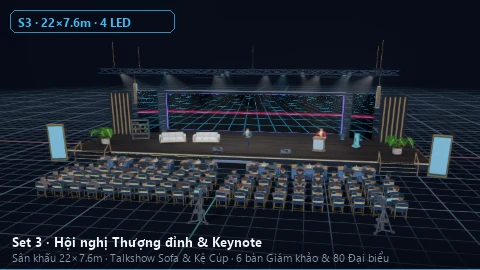 S3 · 22×7.6m · 4 LED
Set 3 · Hội nghị Thượng đỉnh & Keynote
Sân khấu 22×7.6m · Talkshow Sofa & Kệ Cúp · 6 bàn Giám khảo & 80 Đại biểu